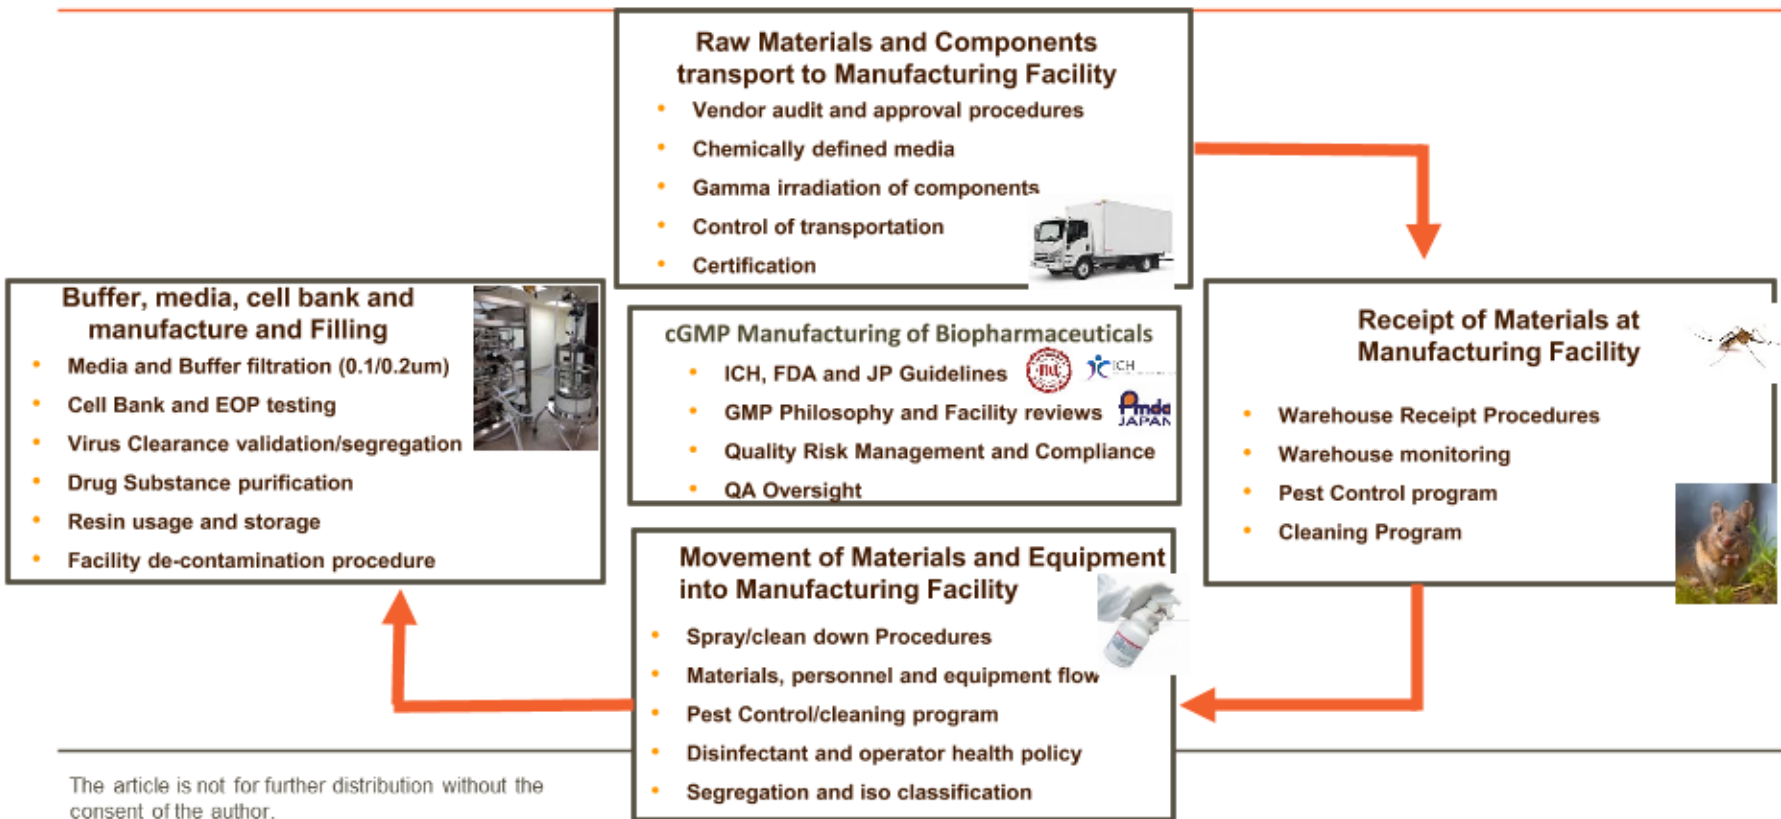 Raw Materials and Components
transport to Manufacturing Facility
• Vendor audit and approval procedures
• Chemically defined media
• Gamma irradiation of components
• Control of transportation
• Certification
Buffer, media, cell bank and
manufacture and Filling
• Media and Buffer filtration (0.1/0.2um)
• Cell Bank and EOP testing
• Virus Clearance validation/segregation
• Drug Substance purification
• Resin usage and storage
• Facility de-contamination procedure
cGMP Manufacturing of Biopharmaceuticals
• ICH, FDA and JP Guidelines
ICH
• GMP Philosophy and Facility reviews
Pmda
JAPAN
• Quality Risk Management and Compliance
• QA Oversight
Receipt of Materials at
Manufacturing Facility
• Warehouse Receipt Procedures
• Warehouse monitoring
• Pest Control program
• Cleaning Program
Movement of Materials and Equipment
into Manufacturing Facility
• Spray/clean down Procedures
• Materials, personnel and equipment flow
• Pest Control/cleaning program
• Disinfectant and operator health policy
• Segregation and iso classification
The article is not for further distribution without the
consent of the author.